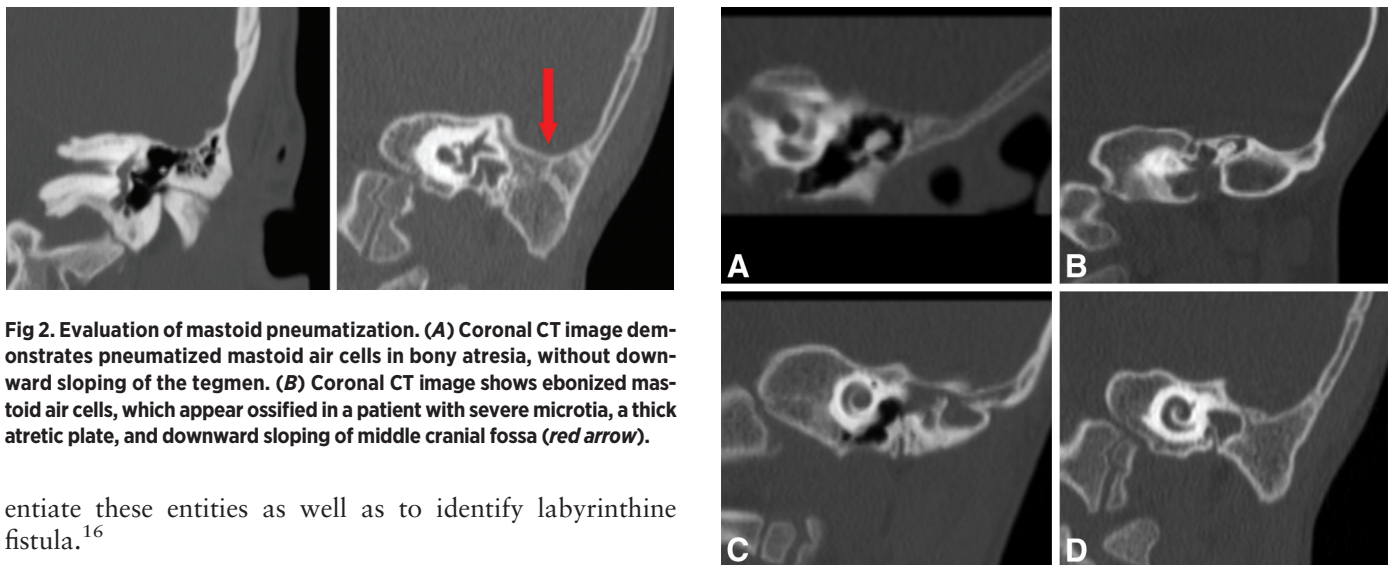 Fig 2. Evaluation of mastoid pneumatization. (A) Coronal CT image dem-
onstrates pneumatized mastoid air cells in bony atresia, without down-
ward sloping of the tegmen. (B) Coronal CT image shows ebonized mas-
toid air cells, which appear ossified in a patient with severe microtia, a thick
atretic plate, and downward sloping of middle cranial fossa (red arrow).
entiate these entities as well as to identify labyrinthine
fistula.16
A
B
C
D